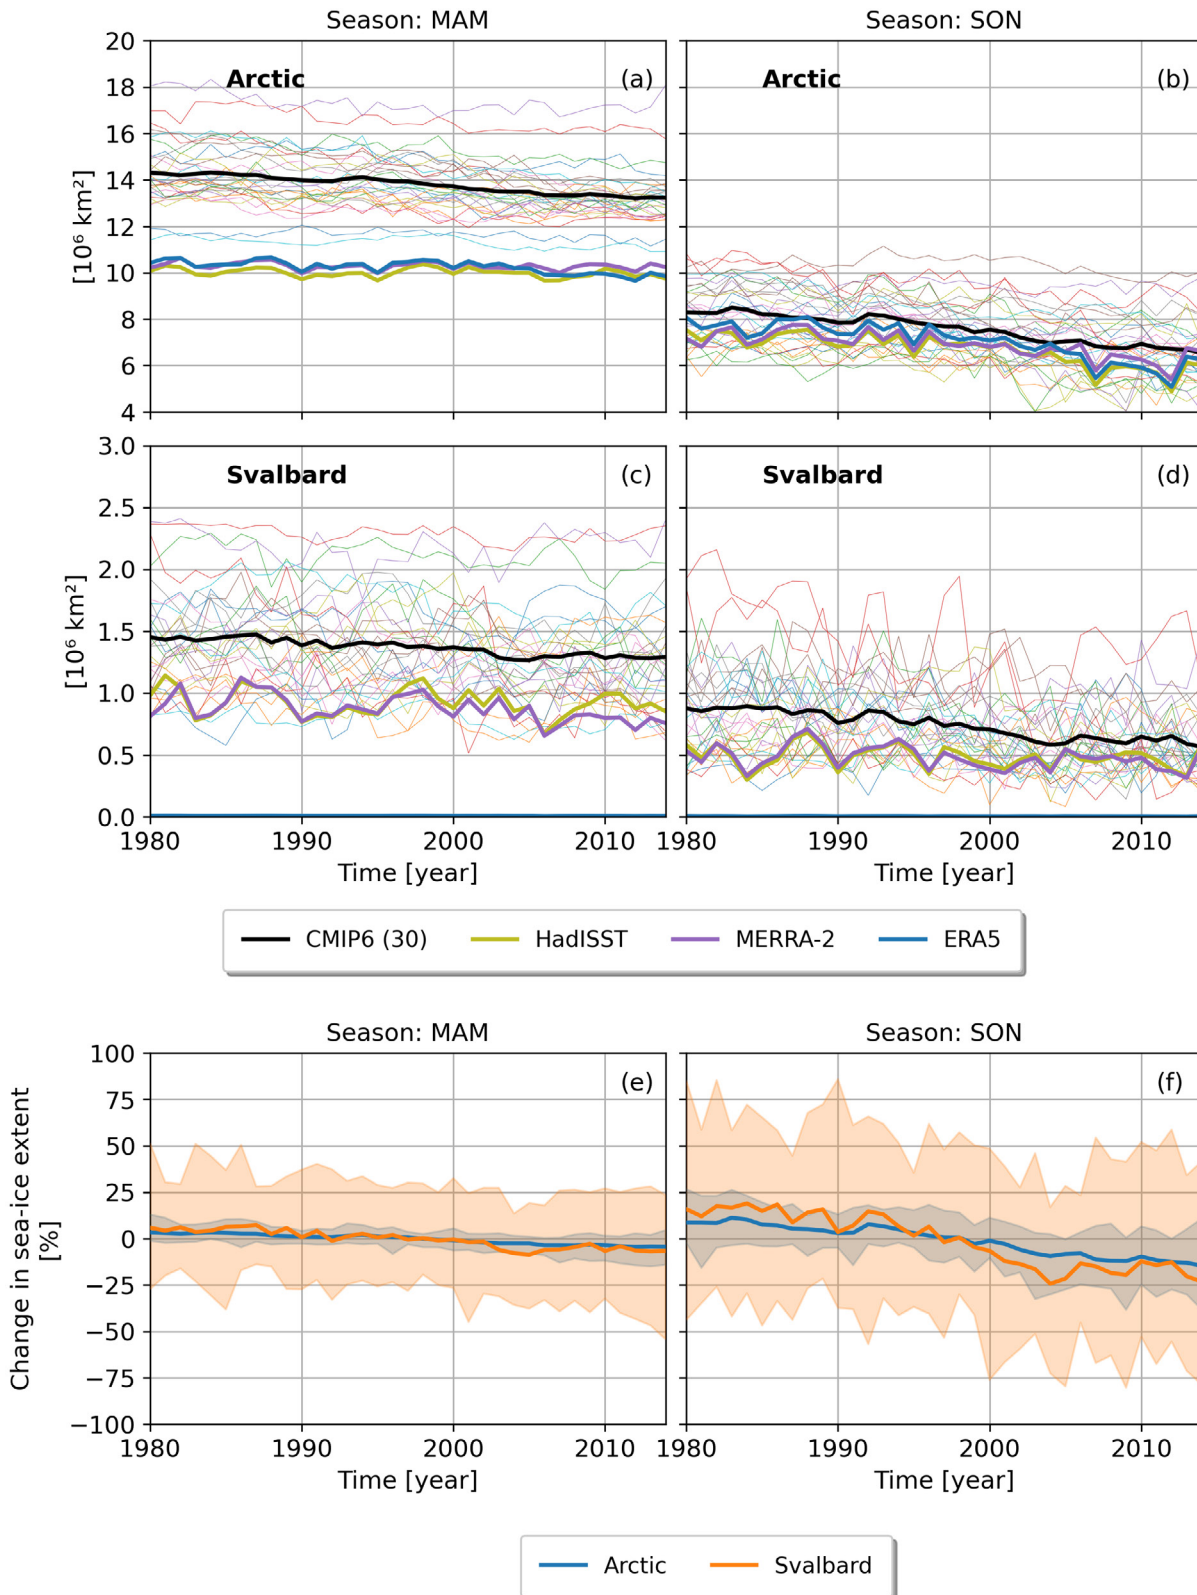 Season: MAM
Season: SON
20
18
16
14
12
10
8
6
4
[10⁶ km²]
Arctic
(a)
Arctic
(b)
3.0
2.5
2.0
1.5
1.0
0.5
0.0
[10⁶ km²]
Svalbard
(c)
Svalbard
(d)
1980
1990
2000
2010
1980
1990
2000
2010
Time [year]
Time [year]
CMIP6 (30)
HadISST
MERRA-2
ERA5
Season: MAM
Season: SON
100
75
50
25
0
−25
−50
−75
−100
Change in sea-ice extent
[%]
(e)
(f)
1980
1990
2000
2010
1980
1990
2000
2010
Time [year]
Time [year]
Arctic
Svalbard